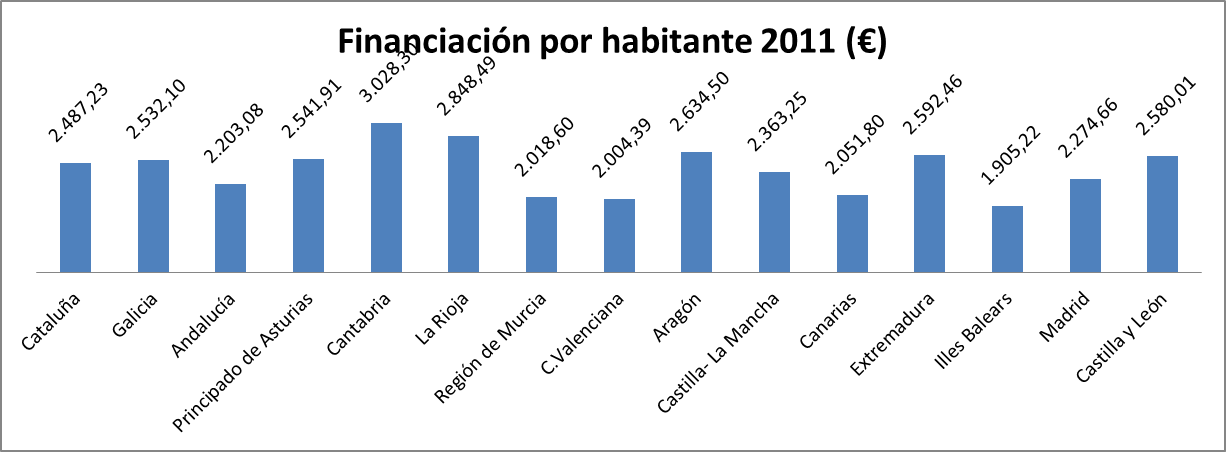 Financiación por habitante 2011 (€)
2.487,23
2.532,10
2.203,08
2.541,91
3.028,30
2.848,49
2.018,60
2.004,39
2.634,50
2.363,25
2.051,80
2.592,46
1.905,22
2.274,66
2.580,01
Cataluña
Galicia
Andalucía
Principado de Asturias
Cantabria
La Rioja
Región de Murcia
C.Valenciana
Aragón
Castilla- La Mancha
Canarias
Extremadura
Illes Balears
Madrid
Castilla y León